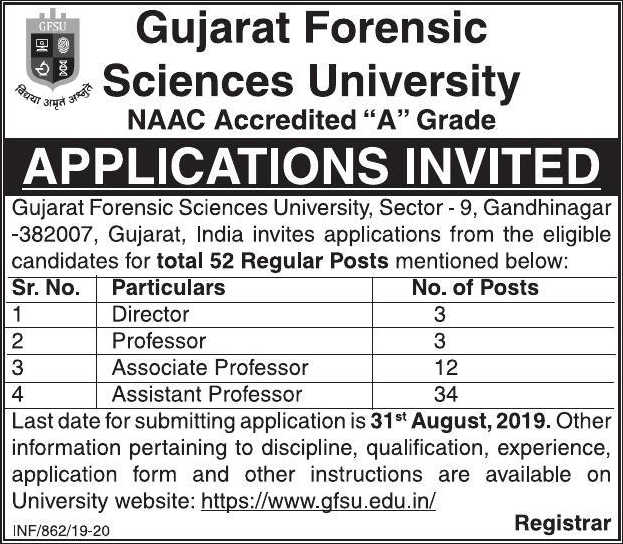 GFSU
विद्यया अमृतं अश्नुते
Gujarat Forensic
Sciences University
NAAC Accredited “A” Grade
APPLICATIONS INVITED
Gujarat Forensic Sciences University, Sector - 9, Gandhinagar
-382007, Gujarat, India invites applications from the eligible
candidates for total 52 Regular Posts mentioned below:
Sr. No. Particulars No. of Posts
1 Director 3
2 Professor 3
3 Associate Professor 12
4 Assistant Professor 34
Last date for submitting application is 31st August, 2019. Other
information pertaining to discipline, qualification, experience,
application form and other instructions are available on
University website: https://www.gfsu.edu.in/
Registrar
INF/862/19-20